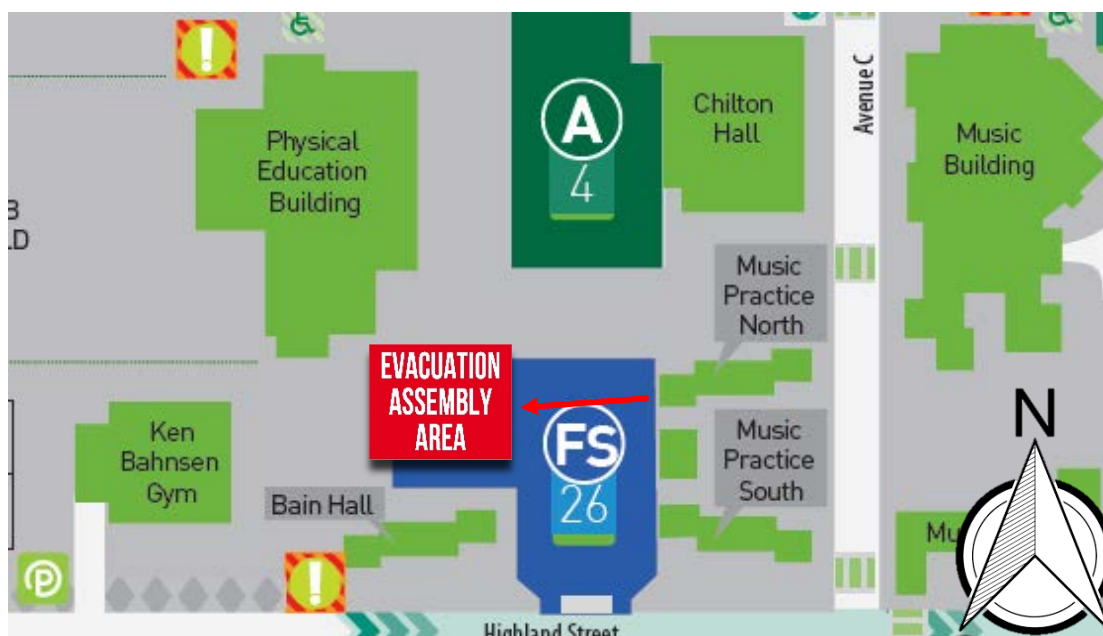 !
Physical
Education
Building
A
4
Chilton
Hall
Avenue C
Music
Building
Music
Practice
North
EVACUATION
ASSEMBLY
AREA
Ken
Bahnsen
Gym
FS
26
Music
Practice
South
Bain Hall
N
P
!
Highland Street